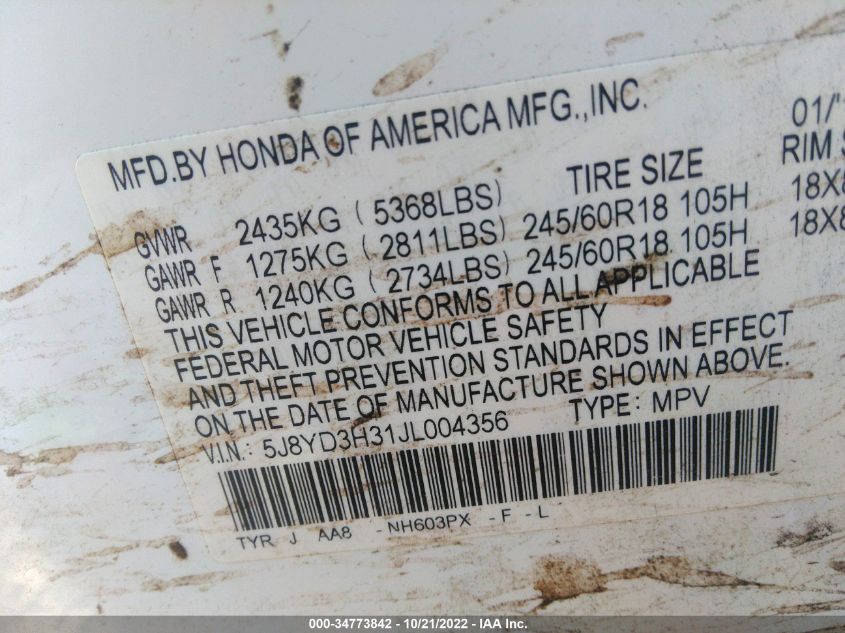 MFD.BY HONDA OF AMERICA MFG.,INC. 01/'
TIRE SIZE RIM S
GVWR 2435KG ( 5368LBS)
GAWR F 1275KG ( 2811LBS) 245/60R18 105H 18X8
GAWR R 1240KG ( 2734LBS) 245/60R18 105H 18X8
THIS VEHICLE CONFORMS TO ALL APPLICABLE
FEDERAL MOTOR VEHICLE SAFETY
AND THEFT PREVENTION STANDARDS IN EFFECT
ON THE DATE OF MANUFACTURE SHOWN ABOVE.
V.I.N.: 5J8YD3H31JL004356 TYPE: MPV
TYR J AA8 -NH603PX -F -L
000-34773842 - 10/21/2022 - IAA Inc.